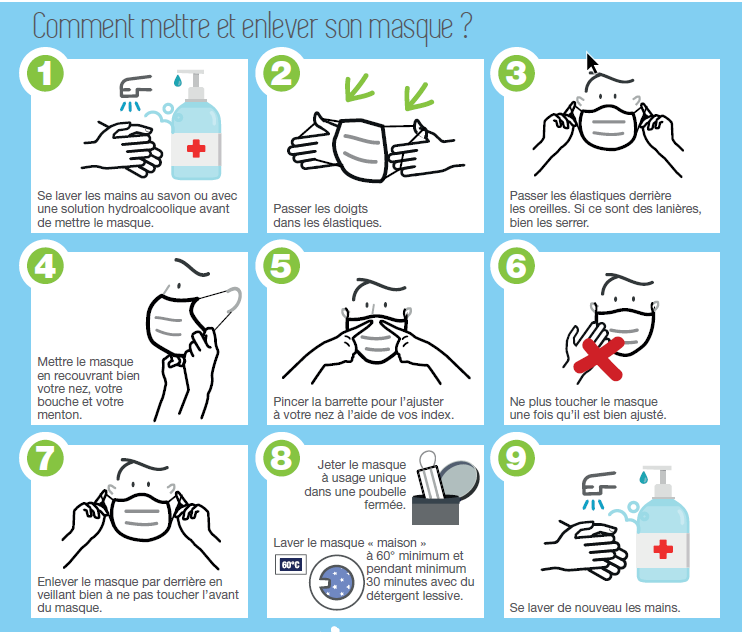 Comment mettre et enlever son masque ?
1
Se laver les mains au savon ou avec
une solution hydroalcoolique avant
de mettre le masque.
2
Passer les doigts
dans les élastiques.
3
Passer les élastiques derrière
les oreilles. Si ce sont des lanières,
bien les serrer.
4
Mettre le masque
en recouvrant bien
votre nez, votre
bouche et votre
menton.
5
Pincer la barrette pour l'ajuster
à votre nez à l'aide de vos index.
6
Ne plus toucher le masque
une fois qu'il est bien ajusté.
7
Enlever le masque par derrière en
veillant bien à ne pas toucher l'avant
du masque.
8
Jeter le masque
à usage unique
dans une poubelle
fermée.
Laver le masque « maison »
à 60° minimum et
pendant minimum
30 minutes avec du
détergent lessive.
60°C
9
Se laver de nouveau les mains.